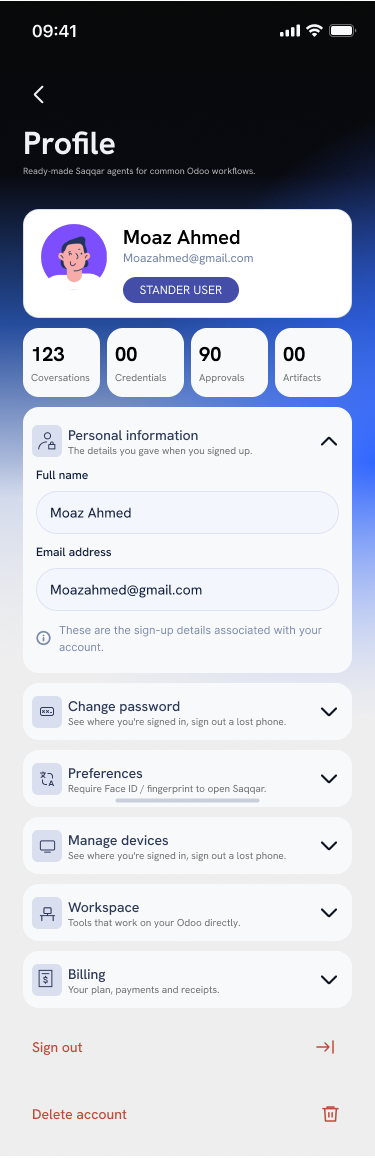 09:41
Profile
Ready-made Saqqar agents for common Odoo workflows.
Moaz Ahmed
Moazahmed@gmail.com
STANDER USER
123
Coversations
00
Credentials
90
Approvals
00
Artifacts
Personal information
The details you gave when you signed up.
Full name
Moaz Ahmed
Email address
Moazahmed@gmail.com
These are the sign-up details associated with your
account.
Change password
See where you're signed in, sign out a lost phone.
Preferences
Require Face ID / fingerprint to open Saqqar.
Manage devices
See where you're signed in, sign out a lost phone.
Workspace
Tools that work on your Odoo directly.
Billing
Your plan, payments and receipts.
Sign out
Delete account